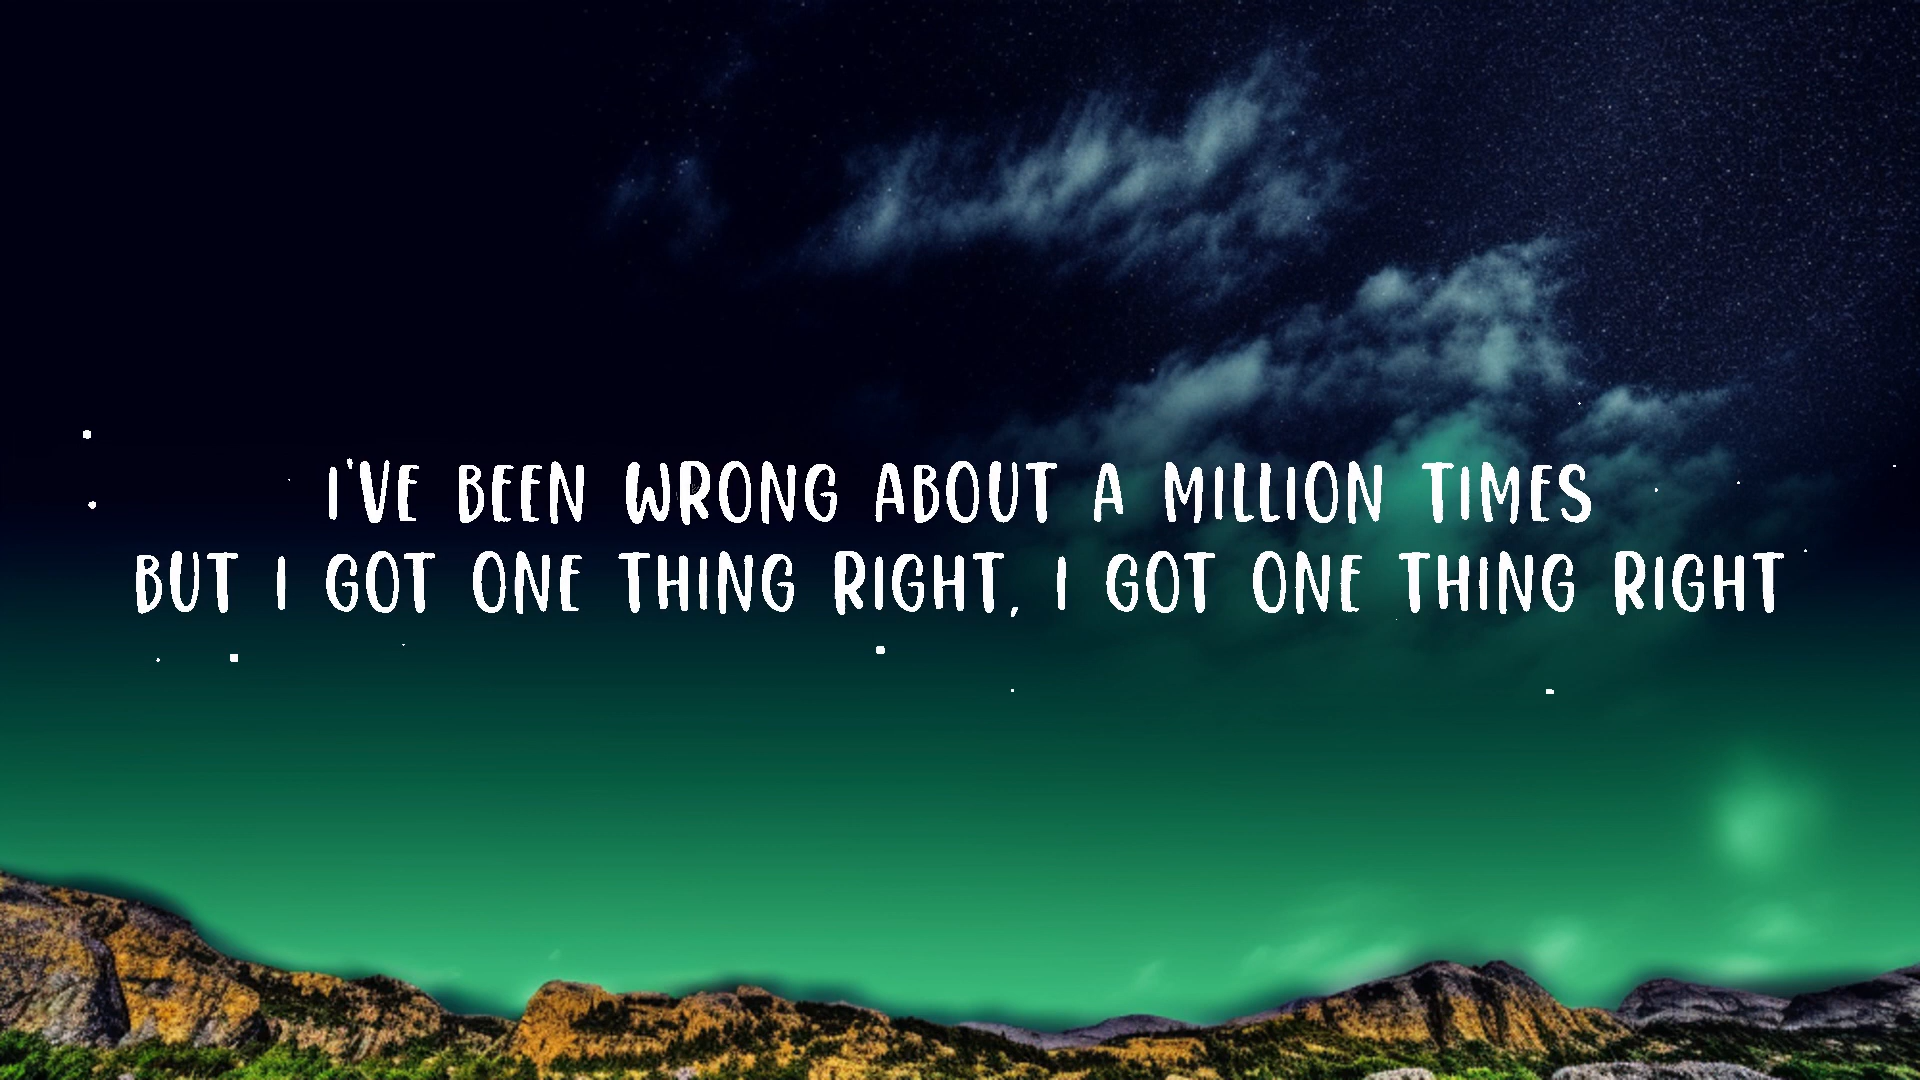 I'VE BEEN WRONG ABOUT A MILLION TIMES
BUT I GOT ONE THING RIGHT, I GOT ONE THING RIGHT